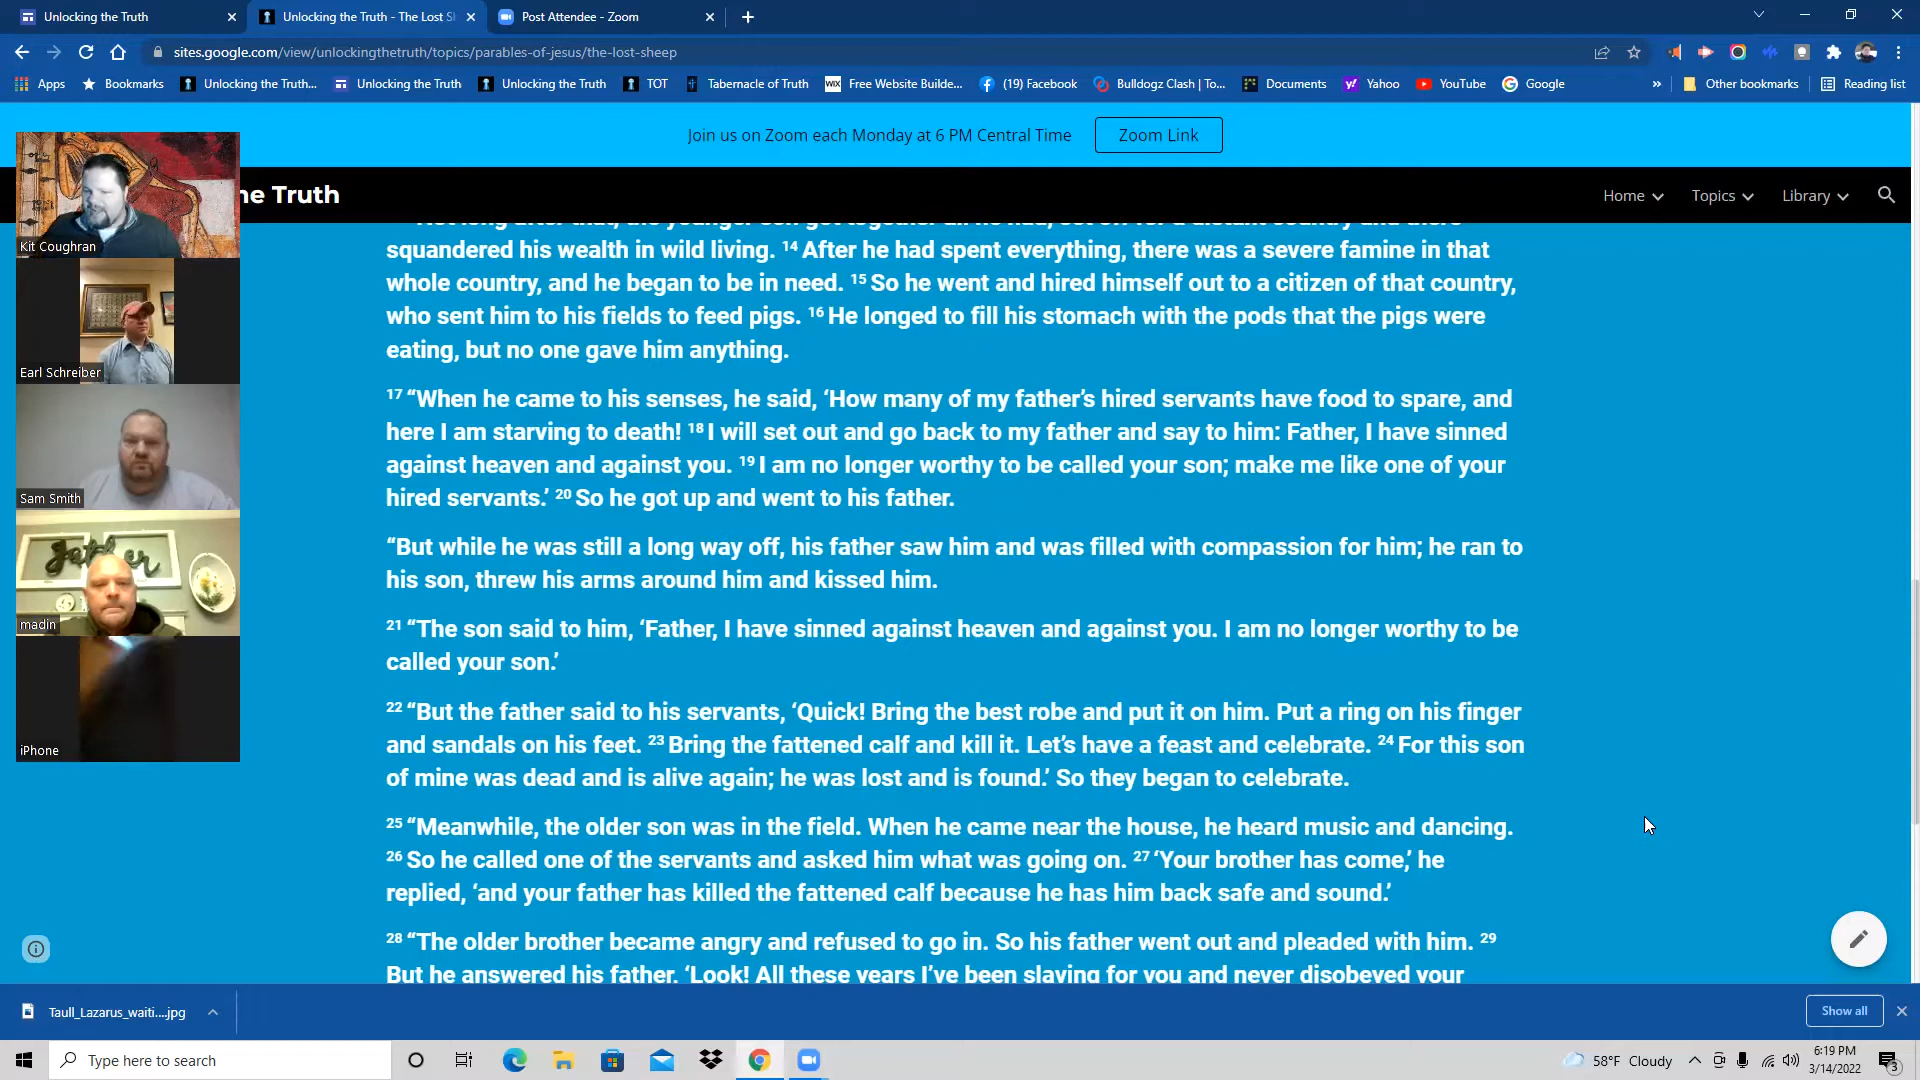 Unlocking the Truth
Unlocking the Truth - The Lost Sh
Post Attendee - Zoom
sites.google.com/view/unlockingthetruth/topics/parables-of-jesus/the-lost-sheep
Apps
Bookmarks
Unlocking the Truth...
Unlocking the Truth
Unlocking the Truth
TOT
Tabernacle of Truth
WIX
Free Website Builde...
(19) Facebook
Bulldogz Clash | To...
Documents
Yahoo
YouTube
Google
Other bookmarks
Reading list
Join us on Zoom each Monday at 6 PM Central Time
Zoom Link
he Truth
Home
Topics
Library
Kit Coughran
Earl Schreiber
Sam Smith
madin
iPhone
Not long after that, the younger son got together all he had, set off for a distant country and there
squandered his wealth in wild living. 14 After he had spent everything, there was a severe famine in that
whole country, and he began to be in need. 15 So he went and hired himself out to a citizen of that country,
who sent him to his fields to feed pigs. 16 He longed to fill his stomach with the pods that the pigs were
eating, but no one gave him anything.
17 “When he came to his senses, he said, ‘How many of my father’s hired servants have food to spare, and
here I am starving to death! 18 I will set out and go back to my father and say to him: Father, I have sinned
against heaven and against you. 19 I am no longer worthy to be called your son; make me like one of your
hired servants.’ 20 So he got up and went to his father.
“But while he was still a long way off, his father saw him and was filled with compassion for him; he ran to
his son, threw his arms around him and kissed him.
21 “The son said to him, ‘Father, I have sinned against heaven and against you. I am no longer worthy to be
called your son.’
22 “But the father said to his servants, ‘Quick! Bring the best robe and put it on him. Put a ring on his finger
and sandals on his feet. 23 Bring the fattened calf and kill it. Let’s have a feast and celebrate. 24 For this son
of mine was dead and is alive again; he was lost and is found.’ So they began to celebrate.
25 “Meanwhile, the older son was in the field. When he came near the house, he heard music and dancing.
26 So he called one of the servants and asked him what was going on. 27 ‘Your brother has come,’ he
replied, ‘and your father has killed the fattened calf because he has him back safe and sound.’
28 “The older brother became angry and refused to go in. So his father went out and pleaded with him. 29
But he answered his father, ‘Look! All these years I’ve been slaving for you and never disobeyed your
Taull_Lazarus_waiti....jpg
Show all
Type here to search
58°F Cloudy
6:19 PM
3/14/2022
3